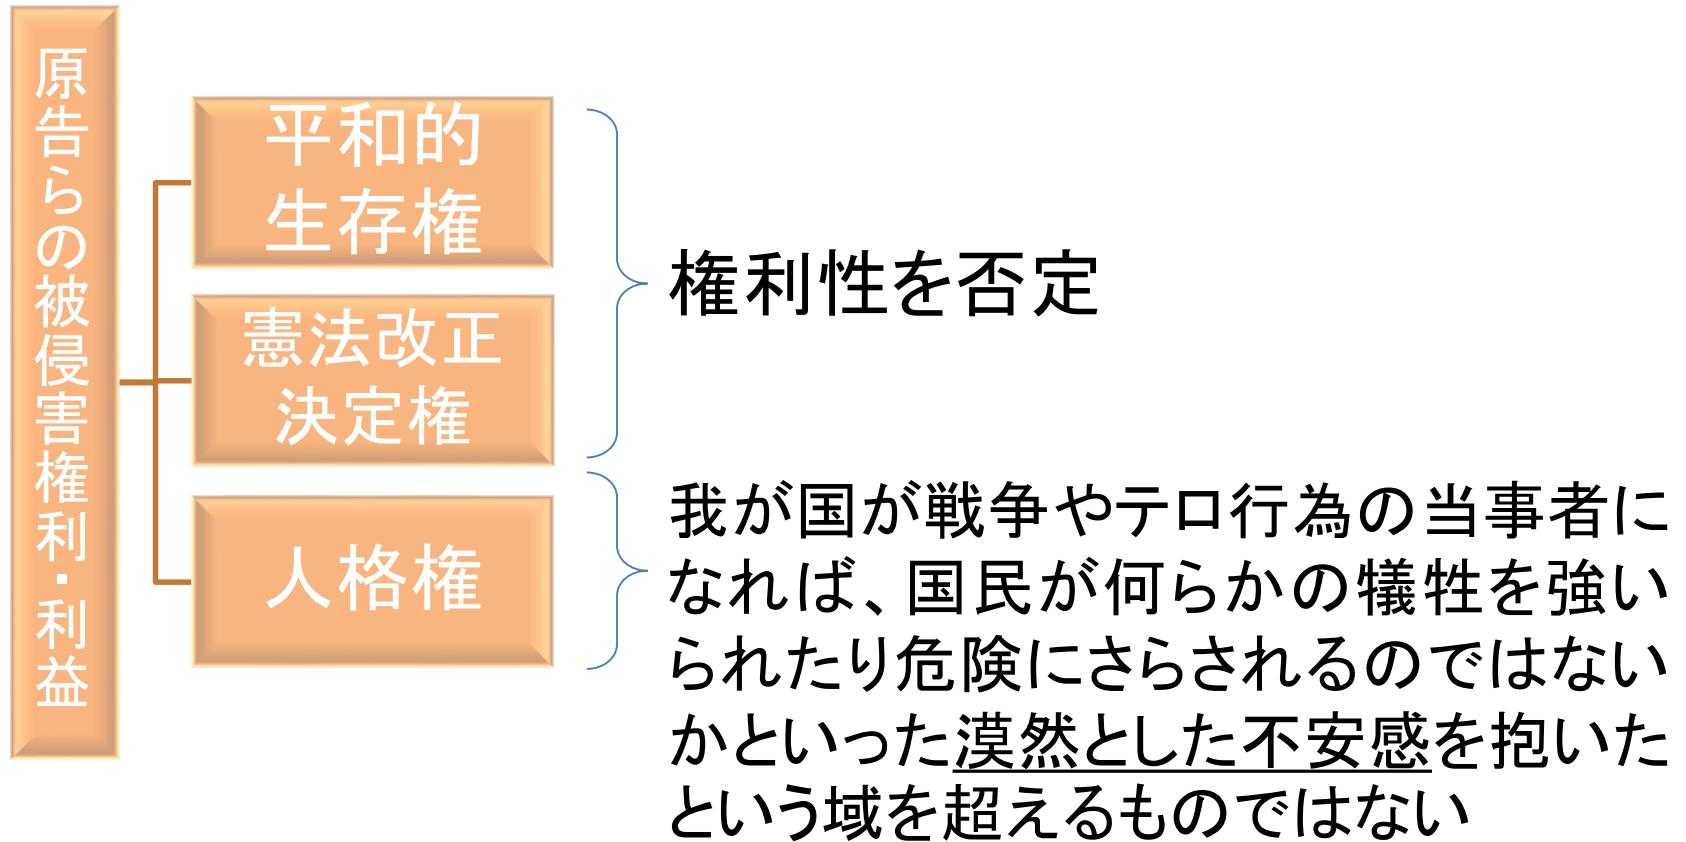 原告らの被侵害権利・利益
平和的
生存権
憲法改正
決定権
人格権
権利性を否定
我が国が戦争やテロ行為の当事者に
なれば、国民が何らかの犠牲を強い
られたり危険にさらされるのではない
かといった漠然とした不安感を抱いた
という域を超えるものではない